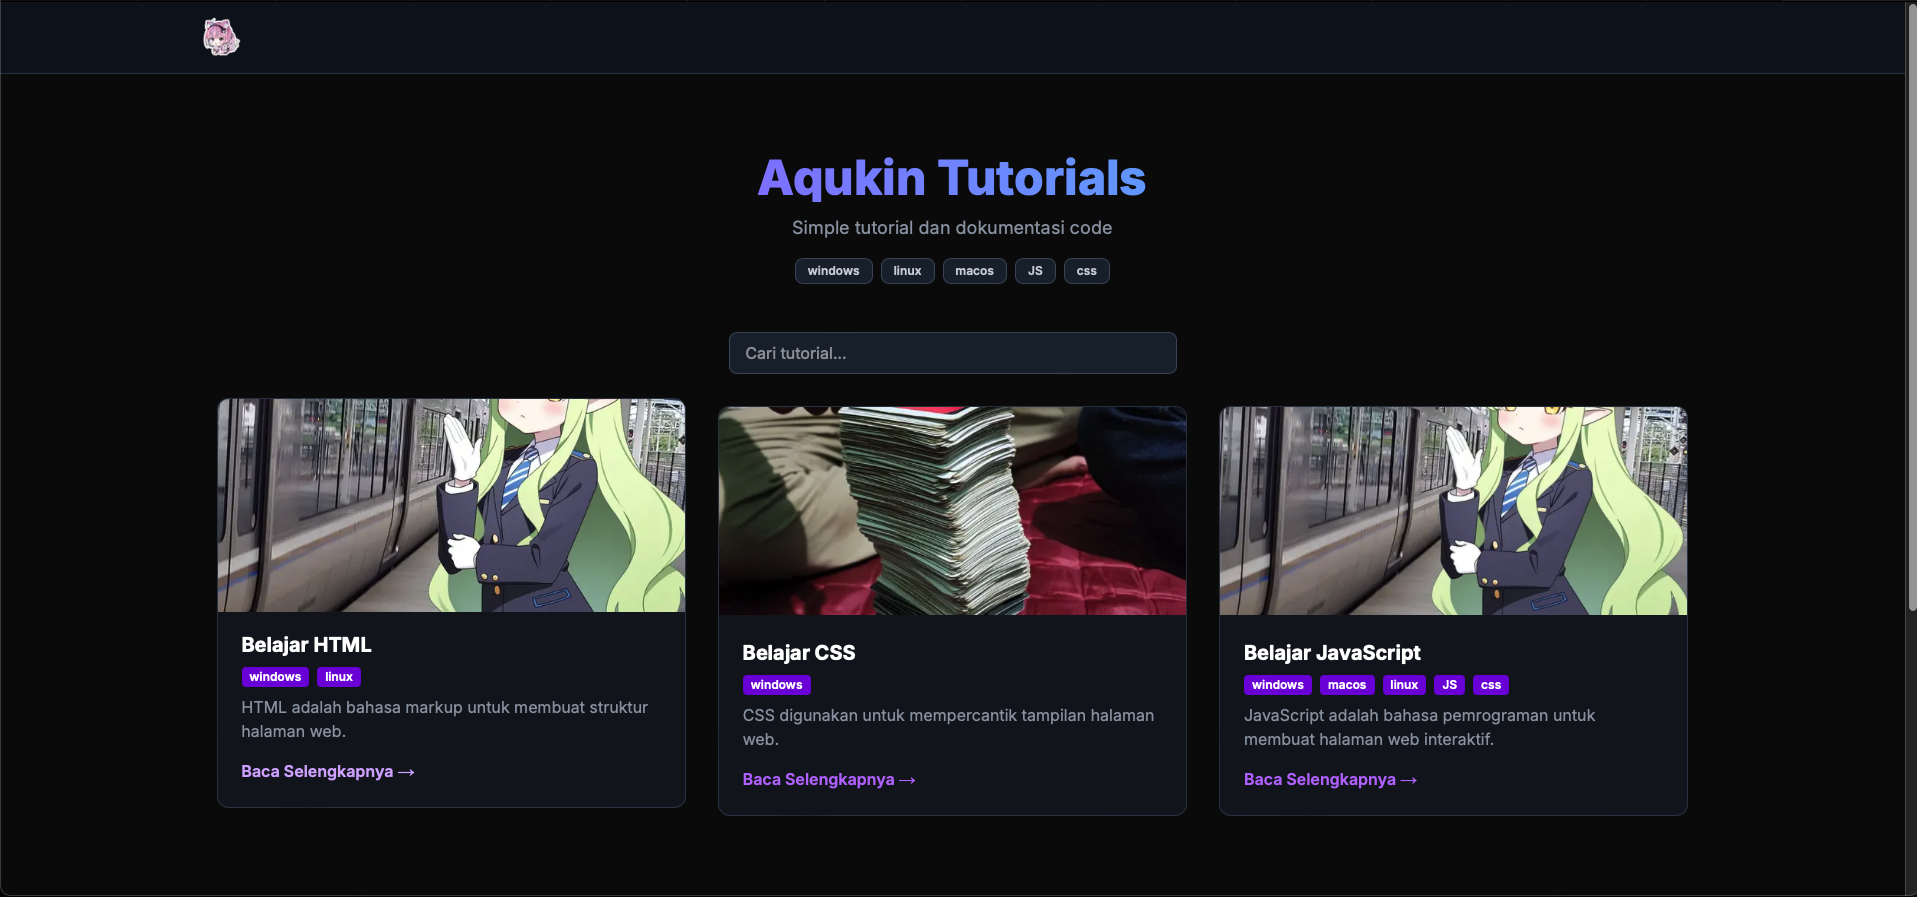 Aqukin Tutorials
Simple tutorial dan dokumentasi code
windows linux macos JS css
Cari tutorial...
Belajar HTML
windows linux
HTML adalah bahasa markup untuk membuat struktur
halaman web.
Baca Selengkapnya →
Belajar CSS
windows
CSS digunakan untuk mempercantik tampilan halaman
web.
Baca Selengkapnya →
Belajar JavaScript
windows macos linux JS css
JavaScript adalah bahasa pemrograman untuk
membuat halaman web interaktif.
Baca Selengkapnya →